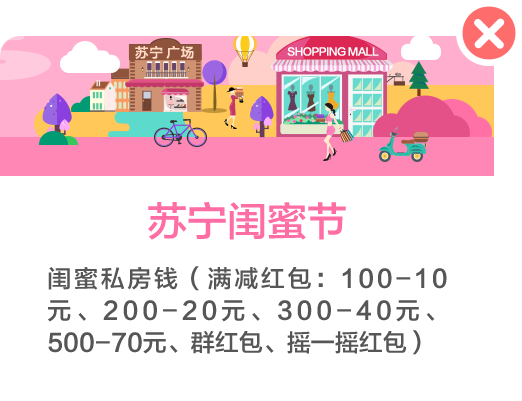 苏宁广场
SHOPPING MALL
苏宁闺蜜节
闺蜜私房钱（满减红包：100-10
元、200-20元、300-40元、
500-70元、群红包、摇一摇红包）